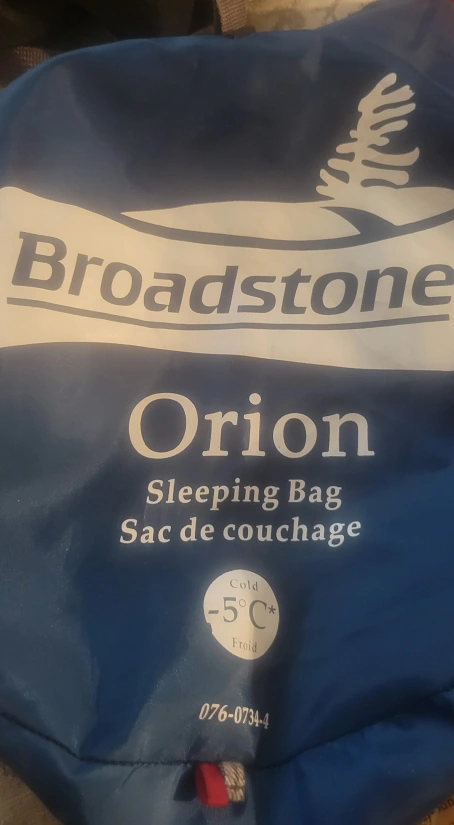 Broadstone
Orion
Sleeping Bag
Sac de couchage
Cold
-5°C*
Froid
076-0734-4